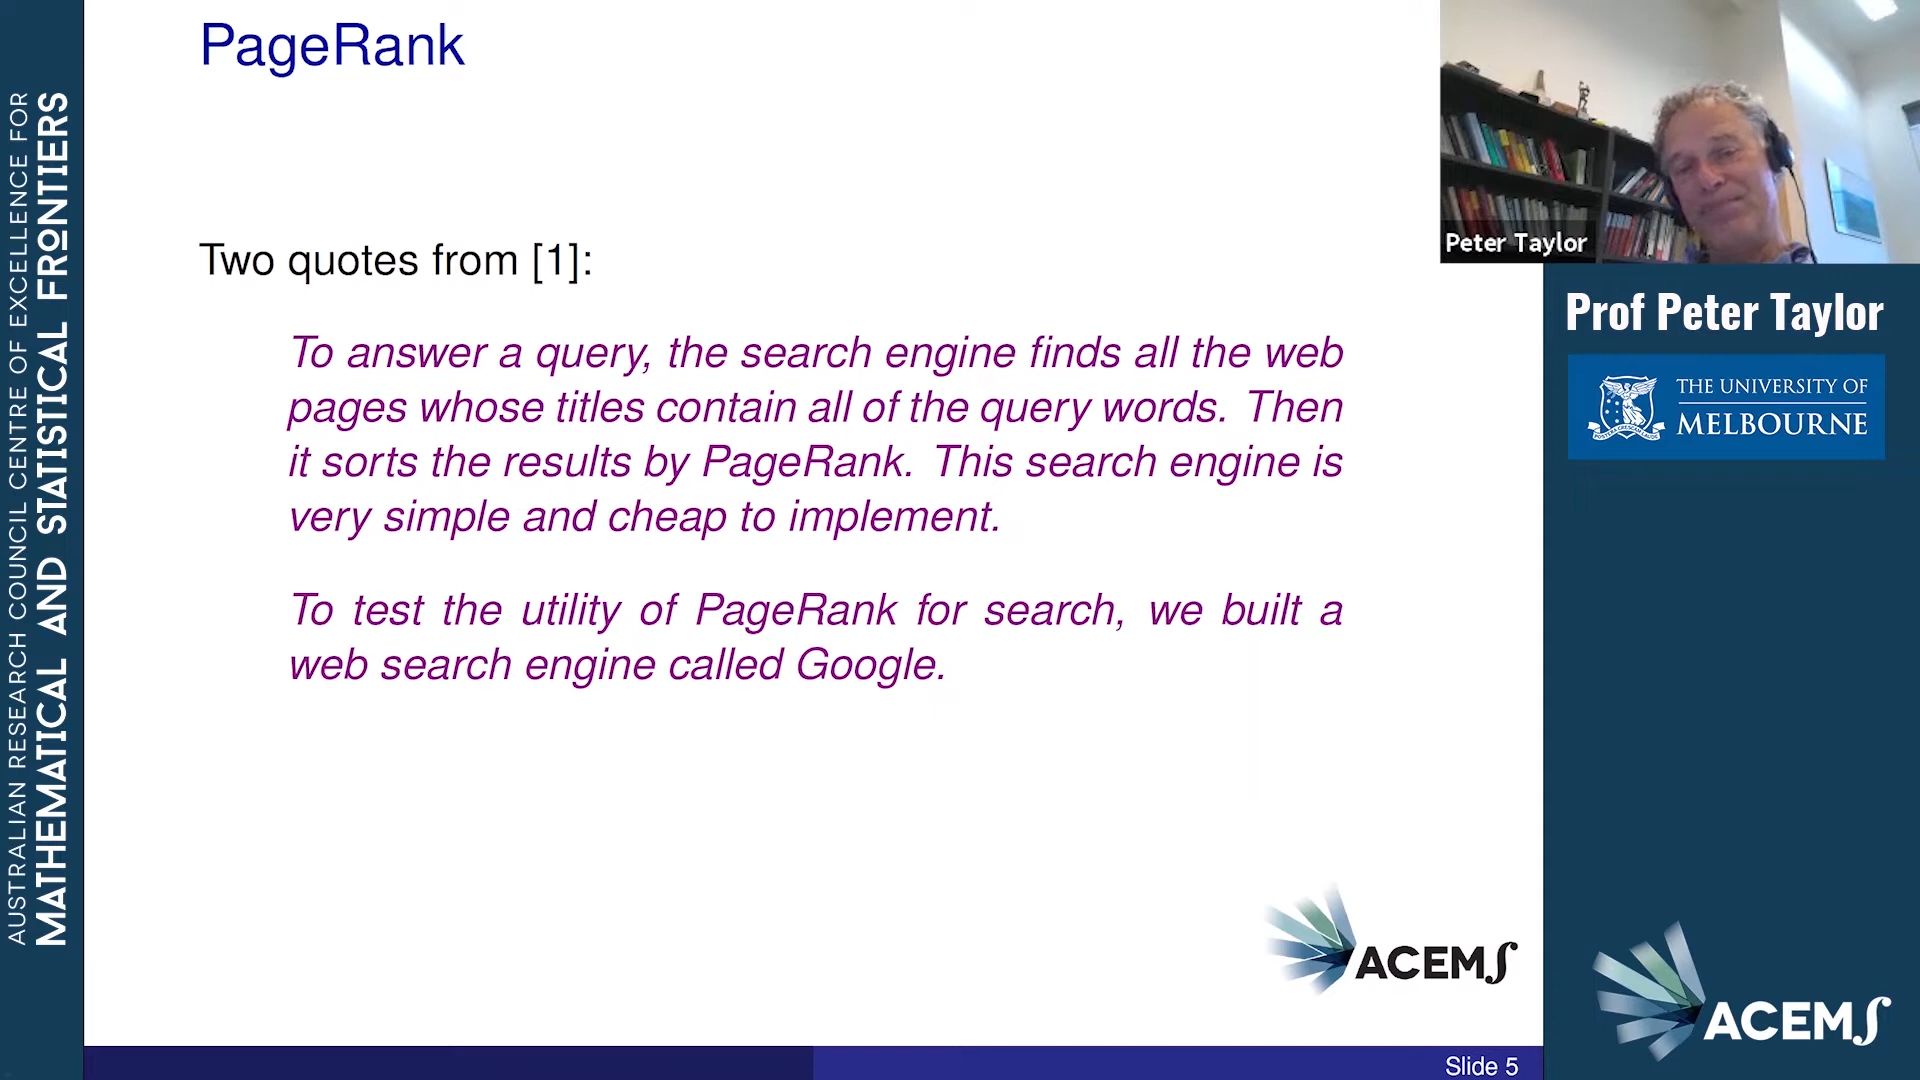 AUSTRALIAN RESEARCH COUNCIL CENTRE OF EXCELLENCE FOR
MATHEMATICAL AND STATISTICAL FRONTIERS
PageRank
Two quotes from [1]:
To answer a query, the search engine finds all the web
pages whose titles contain all of the query words. Then
it sorts the results by PageRank. This search engine is
very simple and cheap to implement.
To test the utility of PageRank for search, we built a
web search engine called Google.
ACEMS
Slide 5
Peter Taylor
Prof Peter Taylor
THE UNIVERSITY OF
MELBOURNE
ACEMS